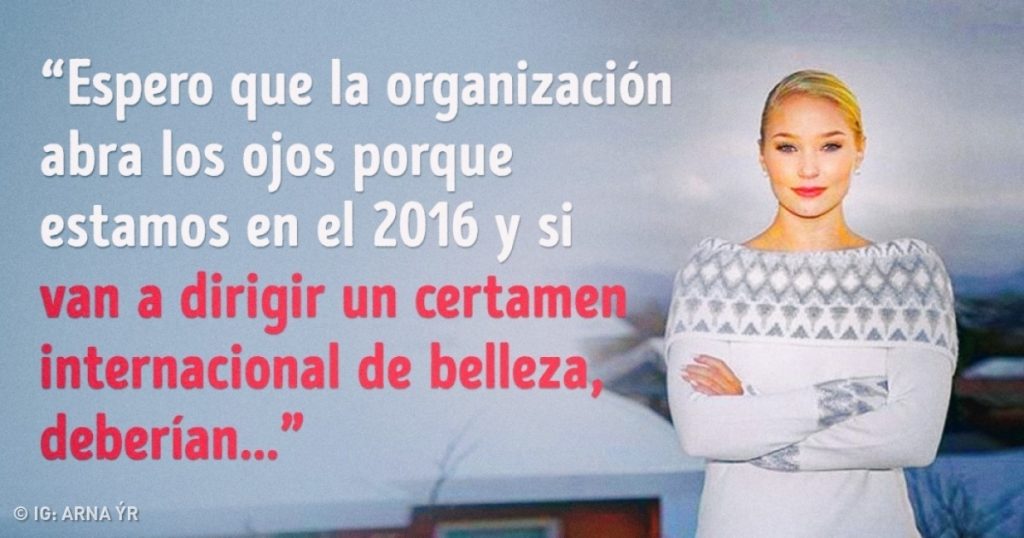 “Espero que la organización
abra los ojos porque
estamos en el 2016 y si
van a dirigir un certamen
internacional de belleza,
deberían...”
© IG: ARNA ÝR